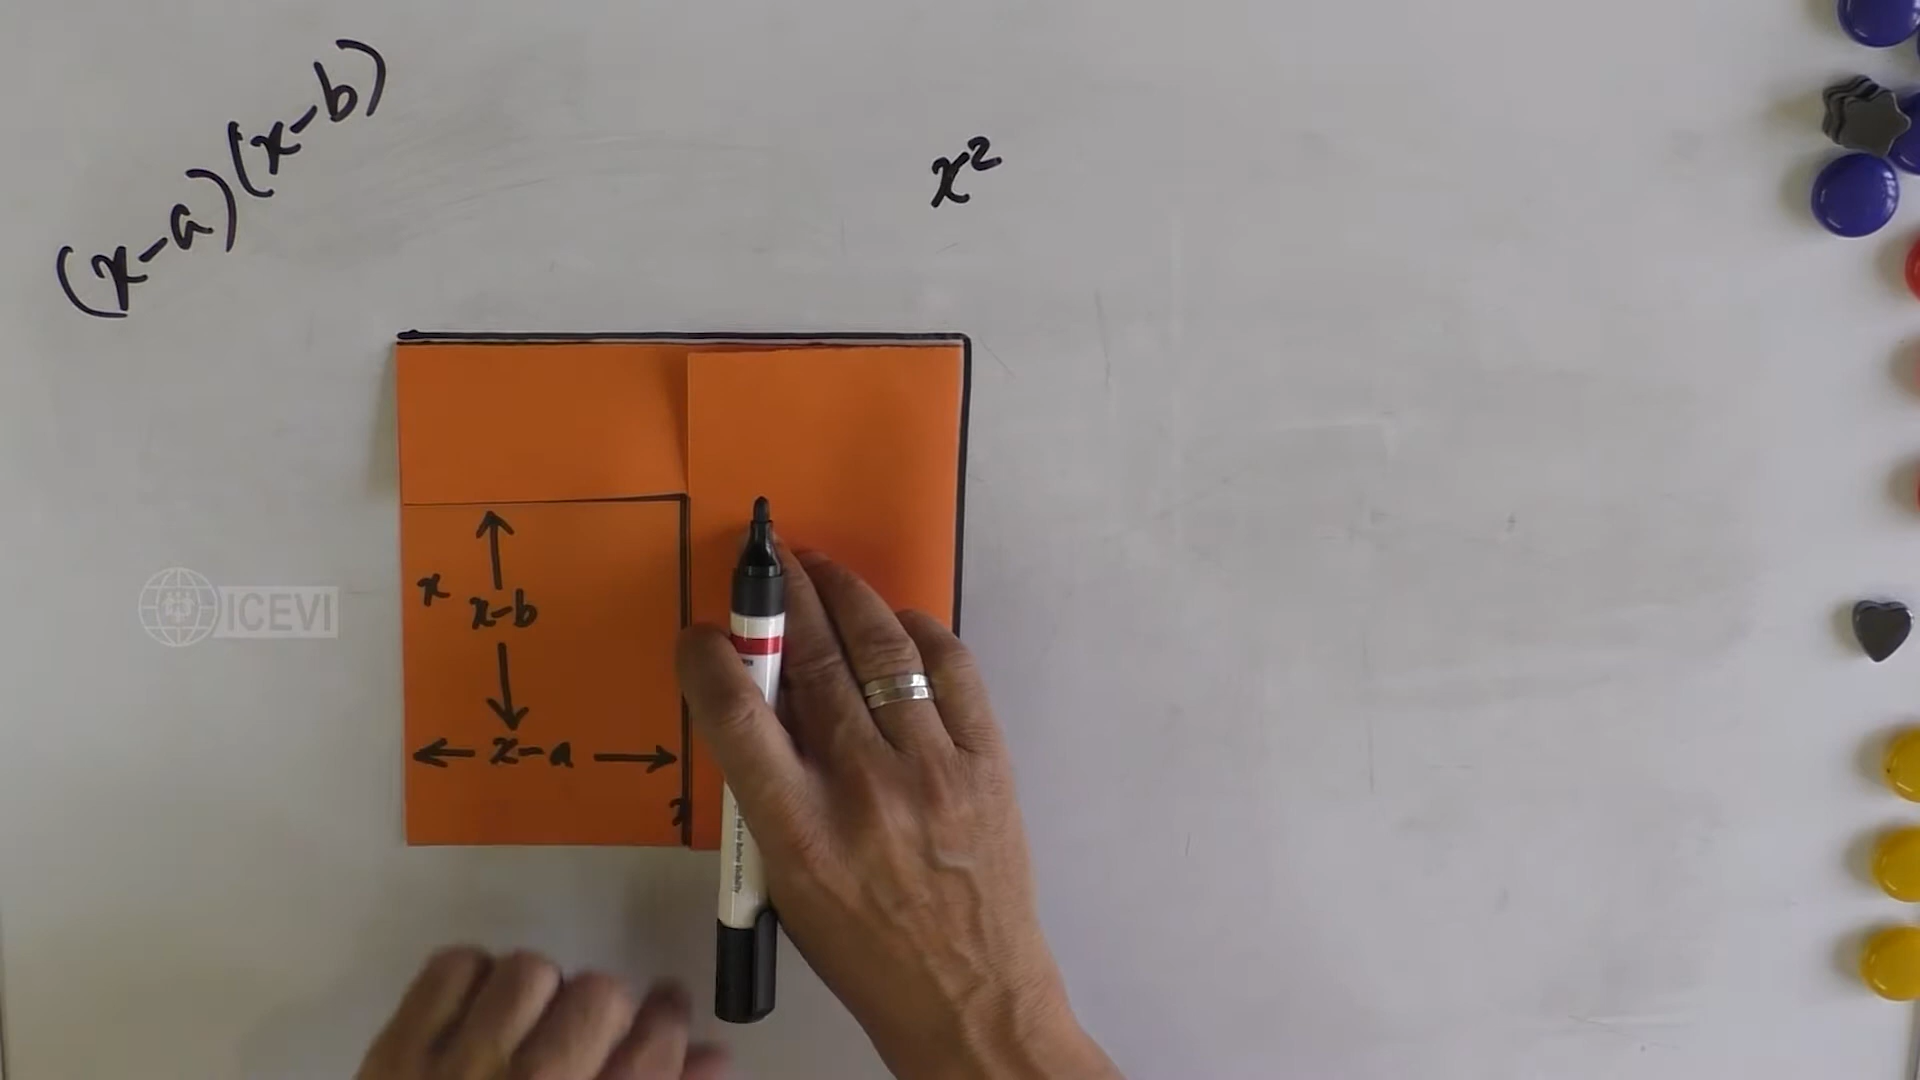 (x-a)(x-b)
x²
x
x-b
x-a
ICEVI